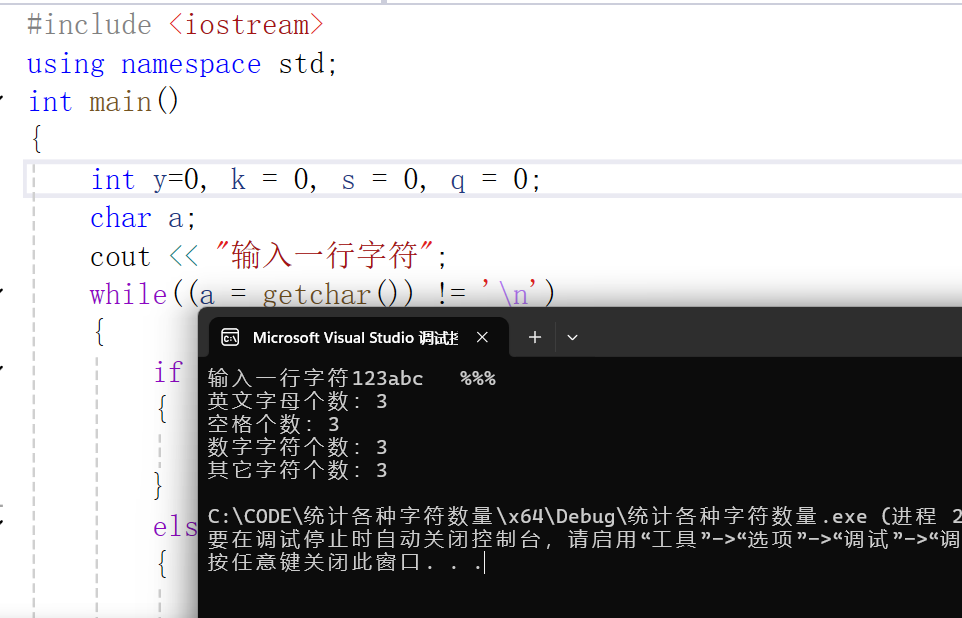 #include <iostream>
using namespace std;
int main()
{
int y=0, k = 0, s = 0, q = 0;
char a;
cout << "输入一行字符";
while((a = getchar()) != '\n')
{
if
{
}
els
{
Microsoft Visual Studio 调试控
输入一行字符123abc   %%%
英文字母个数: 3
空格个数: 3
数字字符个数: 3
其它字符个数: 3
C:\CODE\统计各种字符数量\x64\Debug\统计各种字符数量.exe (进程 2
要在调试停止时自动关闭控制台, 请启用“工具”->“选项”->“调试”->“调
按任意键关闭此窗口. . .